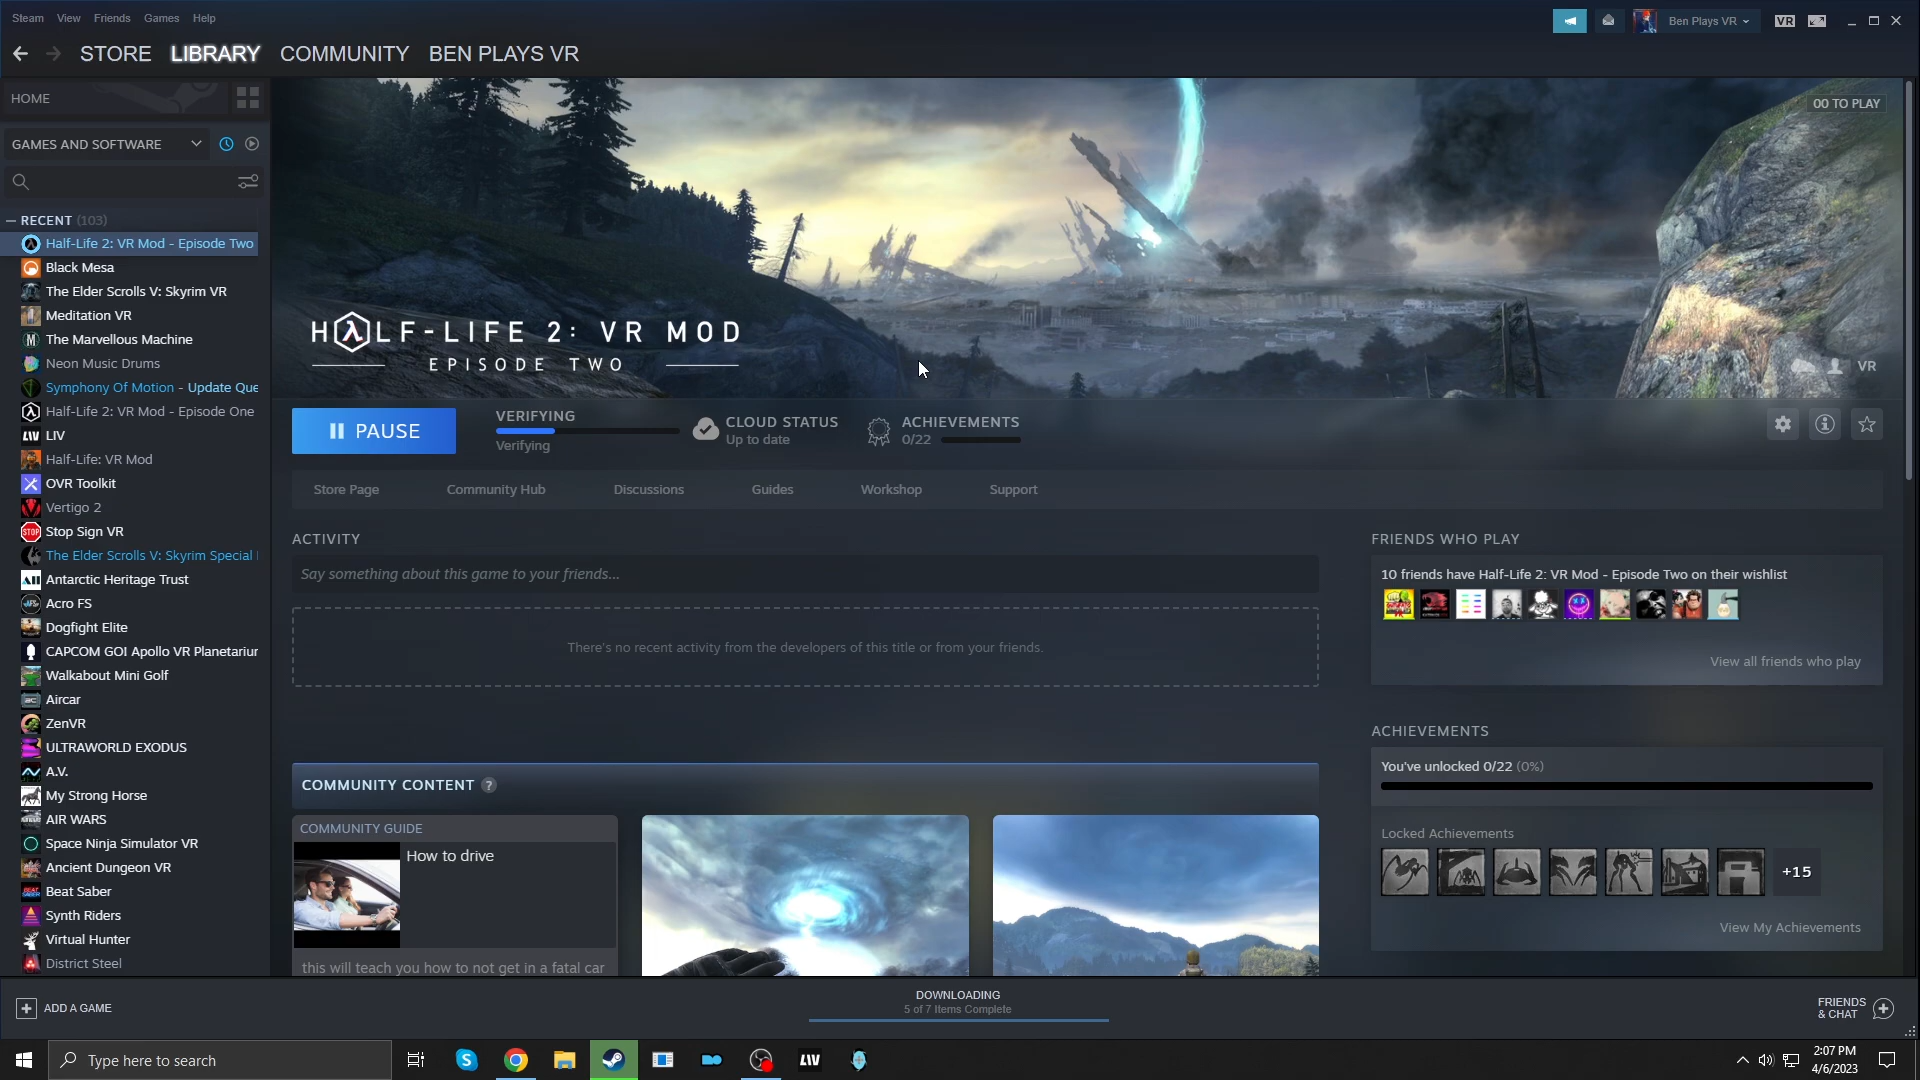 Steam View Friends Games Help
Ben Plays VR
VR
STORE LIBRARY COMMUNITY BEN PLAYS VR
HOME
GAMES AND SOFTWARE
RECENT (103)
Half-Life 2: VR Mod - Episode Two
Black Mesa
The Elder Scrolls V: Skyrim VR
Meditation VR
The Marvellous Machine
Neon Music Drums
Symphony Of Motion - Update Que
Half-Life 2: VR Mod - Episode One
LIV
Half-Life: VR Mod
OVR Toolkit
Vertigo 2
Stop Sign VR
The Elder Scrolls V: Skyrim Special
Antarctic Heritage Trust
Acro FS
Dogfight Elite
CAPCOM GO! Apollo VR Planetariur
Walkabout Mini Golf
Aircar
ZenVR
ULTRAWORLD EXODUS
A.V.
My Strong Horse
AIR WARS
Space Ninja Simulator VR
Ancient Dungeon VR
Beat Saber
Synth Riders
Virtual Hunter
District Steel
OO TO PLAY
HλLF-LIFE 2: VR MOD
EPISODE TWO
VR
PAUSE
VERIFYING
Verifying
CLOUD STATUS
Up to date
ACHIEVEMENTS
0/22
Store Page Community Hub Discussions Guides Workshop Support
ACTIVITY
Say something about this game to your friends...
There's no recent activity from the developers of this title or from your friends.
COMMUNITY CONTENT ?
COMMUNITY GUIDE
How to drive
this will teach you how to not get in a fatal car
FRIENDS WHO PLAY
10 friends have Half-Life 2: VR Mod - Episode Two on their wishlist
View all friends who play
ACHIEVEMENTS
You've unlocked 0/22 (0%)
Locked Achievements
+15
View My Achievements
ADD A GAME
DOWNLOADING
5 of 7 Items Complete
FRIENDS
& CHAT
Type here to search
LIV
2:07 PM
4/6/2023